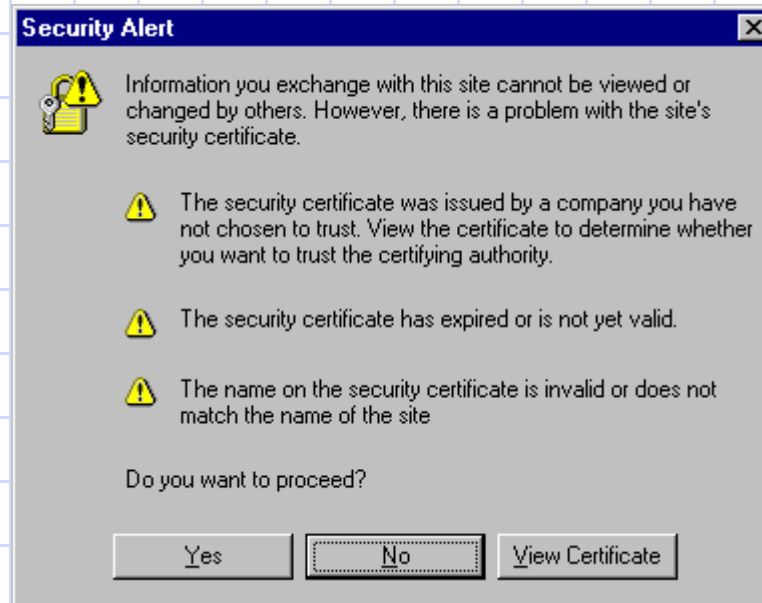 Security Alert
Information you exchange with this site cannot be viewed or
changed by others. However, there is a problem with the site's
security certificate.
The security certificate was issued by a company you have
not chosen to trust. View the certificate to determine whether
you want to trust the certifying authority.
The security certificate has expired or is not yet valid.
The name on the security certificate is invalid or does not
match the name of the site
Do you want to proceed?
Yes No View Certificate